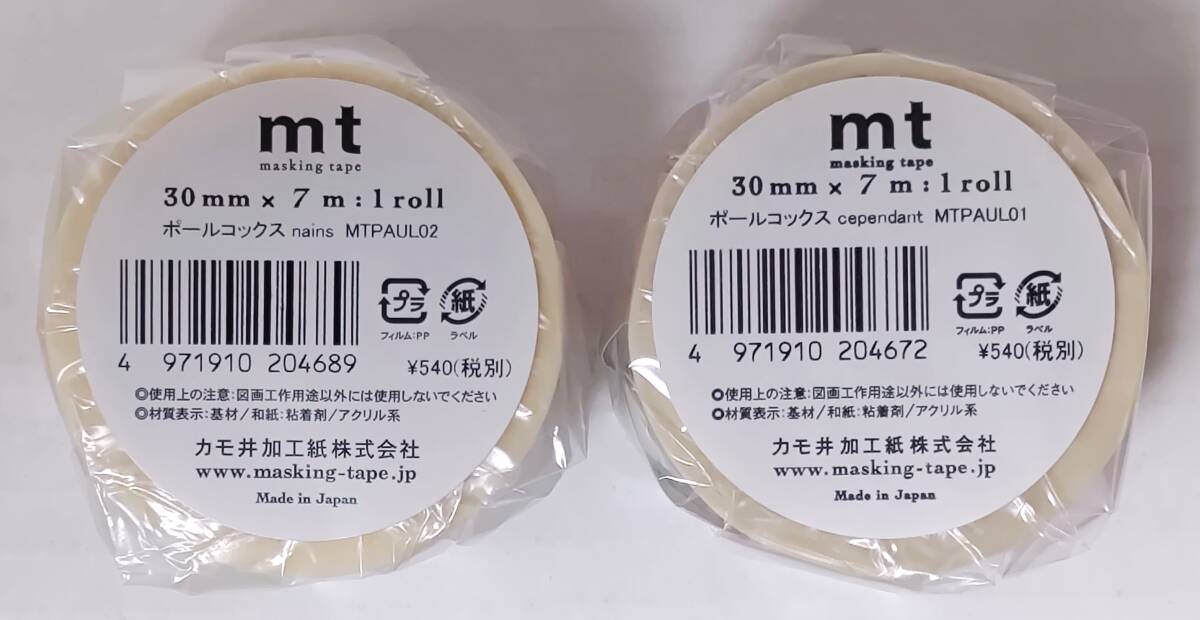 mt
masking tape
30mm × 7 m : 1 roll
ポールコックス nains MTPAUL02
プラ 紙
フィルム:PP ラベル
4 971910 204689
¥540(税別)
◎使用上の注意:図画工作用途以外には使用しないでください
◎材質表示:基材/和紙:粘着剤/アクリル系
カモ井加工紙株式会社
www.masking-tape.jp
Made in Japan
mt
masking tape
30mm × 7 m : 1 roll
ポールコックス cependant MTPAUL01
プラ 紙
フィルム:PP ラベル
4 971910 204672
¥540(税別)
◎使用上の注意:図画工作用途以外には使用しないでください
◎材質表示:基材/和紙:粘着剤/アクリル系
カモ井加工紙株式会社
www.masking-tape.jp
Made in Japan